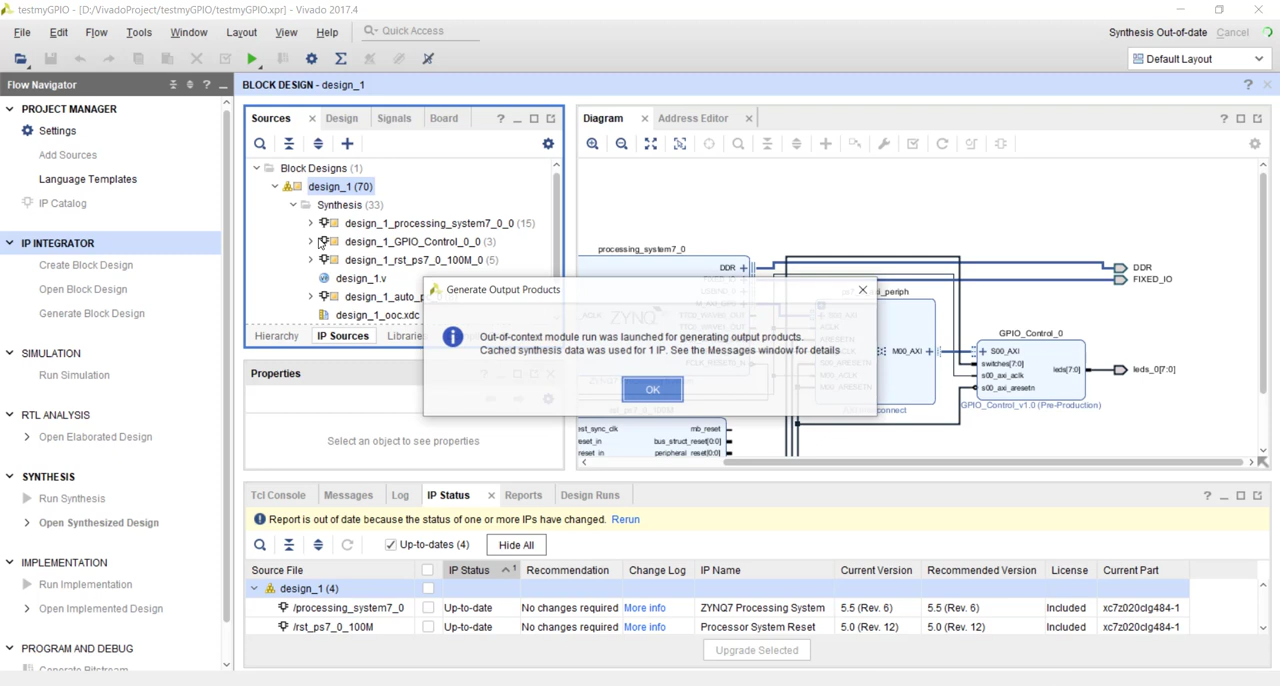 testmyGPIO - [D:/VivadoProject/testmyGPIO/testmyGPIO.xpr] - Vivado 2017.4
File Edit Flow Tools Window Layout View Help Quick Access
Synthesis Out-of-date Cancel
Default Layout
Flow Navigator
PROJECT MANAGER
Settings
Add Sources
Language Templates
IP Catalog
IP INTEGRATOR
Create Block Design
Open Block Design
Generate Block Design
SIMULATION
Run Simulation
RTL ANALYSIS
Open Elaborated Design
SYNTHESIS
Run Synthesis
Open Synthesized Design
IMPLEMENTATION
Run Implementation
Open Implemented Design
PROGRAM AND DEBUG
Generate Bitstream
BLOCK DESIGN - design_1
Sources Design Signals Board
Block Designs (1)
design_1 (70)
Synthesis (33)
design_1_processing_system7_0_0 (15)
design_1_GPIO_Control_0_0 (3)
design_1_rst_ps7_0_100M_0 (5)
design_1.v
design_1_auto_p
design_1_ooc.xdc
Hierarchy IP Sources Libraries
Properties
Select an object to see properties
Diagram Address Editor
processing_system7_0
DDR
ZYNQ
DDR
FIXED_IO
M00_AXI
GPIO_Control_0
S00_AXI
switches[7:0]
s00_axi_aclk
s00_axi_aresetn
leds[7:0]
leds_0[7:0]
GPIO_Control_v1.0 (Pre-Production)
mb_reset
bus_struct_reset[0:0]
peripheral_reset[0:0]
Generate Output Products
Out-of-context module run was launched for generating output products.
Cached synthesis data was used for 1 IP. See the Messages window for details
OK
Tcl Console Messages Log IP Status Reports Design Runs
Report is out of date because the status of one or more IPs have changed. Rerun
Up-to-dates (4) Hide All
Source File IP Status 1 Recommendation Change Log IP Name Current Version Recommended Version License Current Part
design_1 (4)
/processing_system7_0 Up-to-date No changes required More info ZYNQ7 Processing System 5.5 (Rev. 6) 5.5 (Rev. 6) Included xc7z020clg484-1
/rst_ps7_0_100M Up-to-date No changes required More info Processor System Reset 5.0 (Rev. 12) 5.0 (Rev. 12) Included xc7z020clg484-1
Upgrade Selected